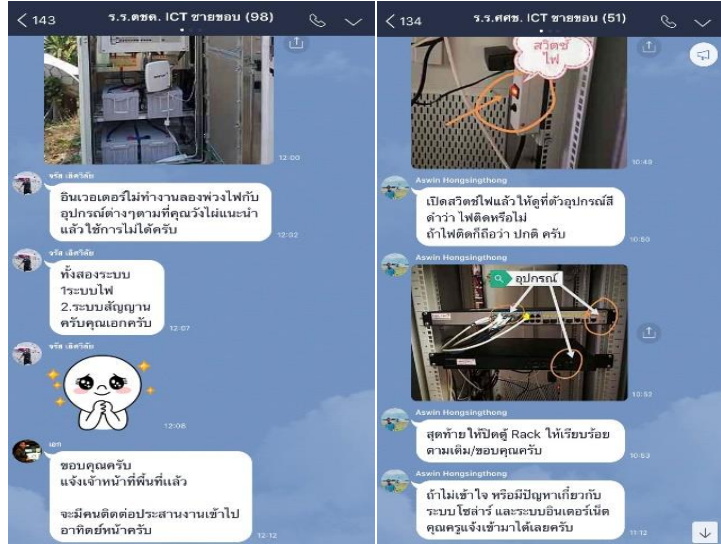 < 143
ร.ร.ตชด. ICT ชายขอบ (98)
12:00
จรัส เลิศวิลัย
อินเวอเตอร์ไม่ทำงานลองพ่วงไฟกับ
อุปกรณ์ต่างๆตามที่คุณวังไผ่แนะนำ
แล้วใช้การไม่ได้ครับ
12:02
จรัส เลิศวิลัย
ทั้งสองระบบ
1ระบบไฟ
2.ระบบสัญญาน
ครับคุณเอกครับ
12:07
จรัส เลิศวิลัย
12:08
เอก
ขอบคุณครับ
แจ้งเจ้าหน้าที่พื้นที่แล้ว
จะมีคนติดต่อประสานงานเข้าไป
อาทิตย์หน้าครับ
12:12
< 134
ร.ร.ศศช. ICT ชายขอบ (51)
สวิตช์
ไฟ
10:49
Aswin Hongsingthong
เปิดสวิตช์ไฟแล้ว ให้ดูที่ตัวอุปกรณ์สี
ดำว่า ไฟติดหรือไม่
ถ้าไฟติดก็ถือว่า ปกติ ครับ
10:50
Aswin Hongsingthong
อุปกรณ์
10:52
Aswin Hongsingthong
สุดท้าย ให้ปิดตู้ Rack ให้เรียบร้อย
ตามเดิม/ขอบคุณครับ
10:53
Aswin Hongsingthong
ถ้าไม่เข้าใจ หรือมีปัญหาเกี่ยวกับ
ระบบโซล่าร์ และระบบอินเตอร์เน็ต
คุณครูแจ้งเข้ามาได้เลยครับ
11:12